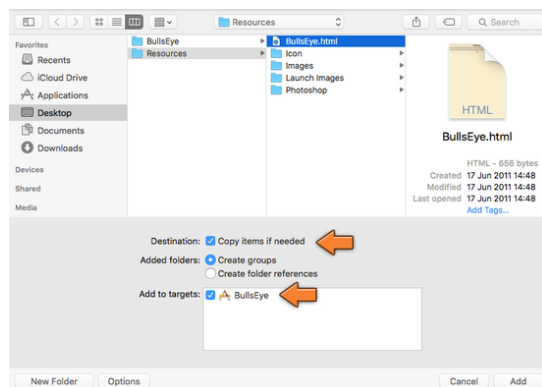 Resources
Search
Favorites
Recents
iCloud Drive
Applications
Desktop
Documents
Downloads
Devices
Shared
Media
BullsEye
Resources
BullsEye.html
Icon
Images
Launch Images
Photoshop
HTML
BullsEye.html
HTML - 656 bytes
Created 17 Jun 2011 14:48
Modified 17 Jun 2011 14:48
Last opened 17 Jun 2011 14:48
Add Tags...
Destination: Copy items if needed
Added folders: Create groups
Create folder references
Add to targets: BullsEye
New Folder Options Cancel Add